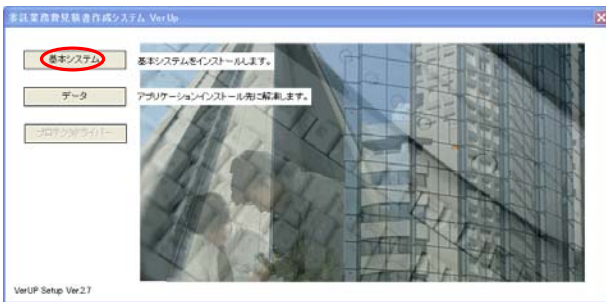 委託業務費見積書作成システム VerUp
基本システム
基本システムをインストールします。
データ
アプリケーションインストール先に解凍します。
プロテクトドライバー
VerUP Setup Ver.2.7